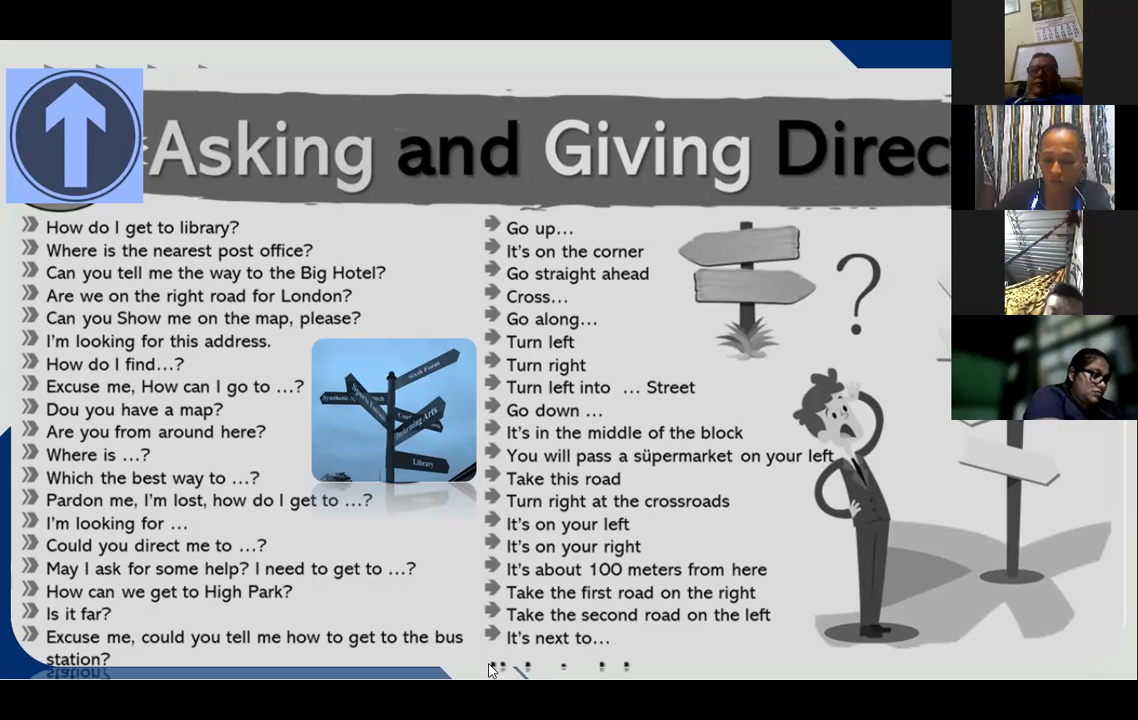 Asking and Giving Direc
How do I get to library?
Where is the nearest post office?
Can you tell me the way to the Big Hotel?
Are we on the right road for London?
Can you Show me on the map, please?
I'm looking for this address.
How do I find...?
Excuse me, How can I go to ...?
Dou you have a map?
Are you from around here?
Where is ...?
Which the best way to ...?
Pardon me, I'm lost, how do I get to ...?
I'm looking for ...
Could you direct me to ...?
May I ask for some help? I need to get to ...?
How can we get to High Park?
Is it far?
Excuse me, could you tell me how to get to the bus
station?
Sixth Form
Sports
Performing Arts
Library
Go up...
It's on the corner
Go straight ahead
Cross...
Go along...
Turn left
Turn right
Turn left into ... Street
Go down ...
It's in the middle of the block
You will pass a süpermarket on your left
Take this road
Turn right at the crossroads
It's on your left
It's on your right
It's about 100 meters from here
Take the first road on the right
Take the second road on the left
It's next to...
?